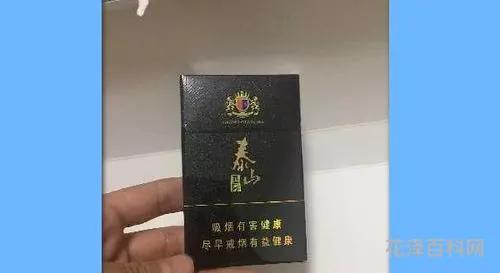 泰山
吸烟有害健康
尽早戒烟有益健康
花泽百科网